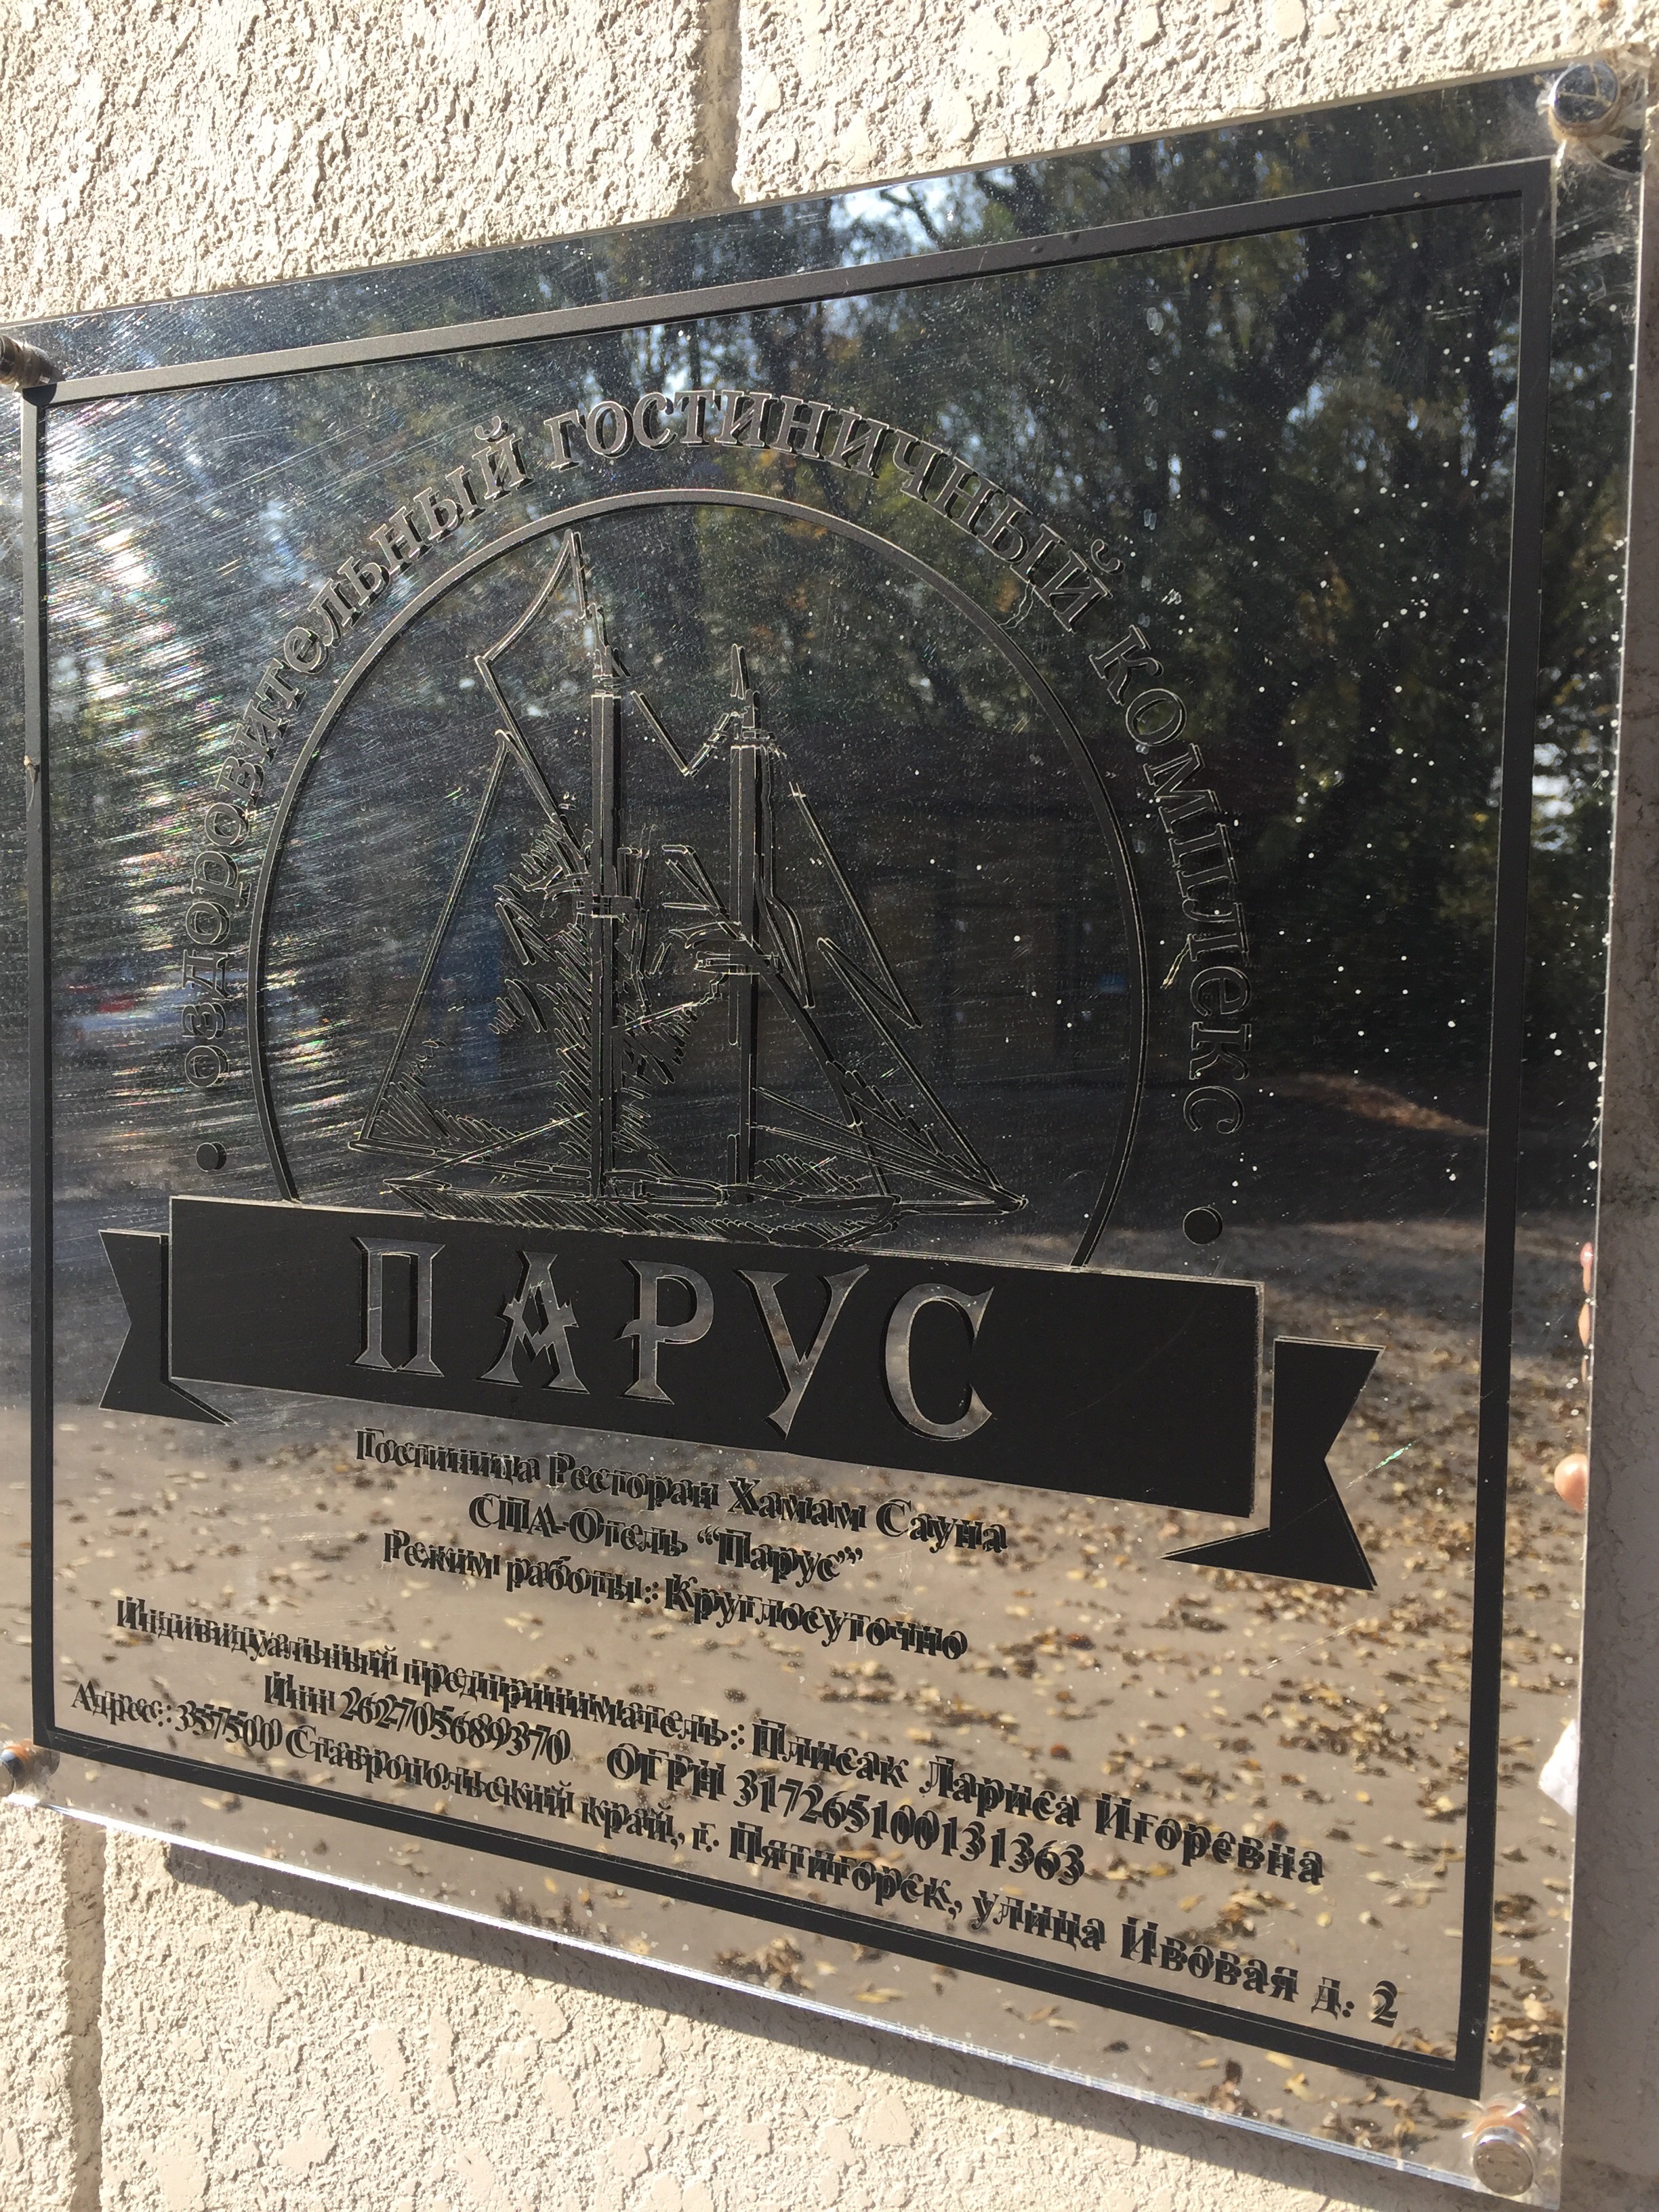 • оздоровительный гостиничный комплекс •
ПАРУС
Гостиница Ресторан Хамам Сауна
СПА-Отель “Парус”
Режим работы: Круглосуточно
Индивидуальный предприниматель: Плисак Лариса Игоревна
Инн 262705689370 ОГРН 317265100131363
Адрес: 357500 Ставропольский край, г. Пятигорск, улица Ивовая д. 2